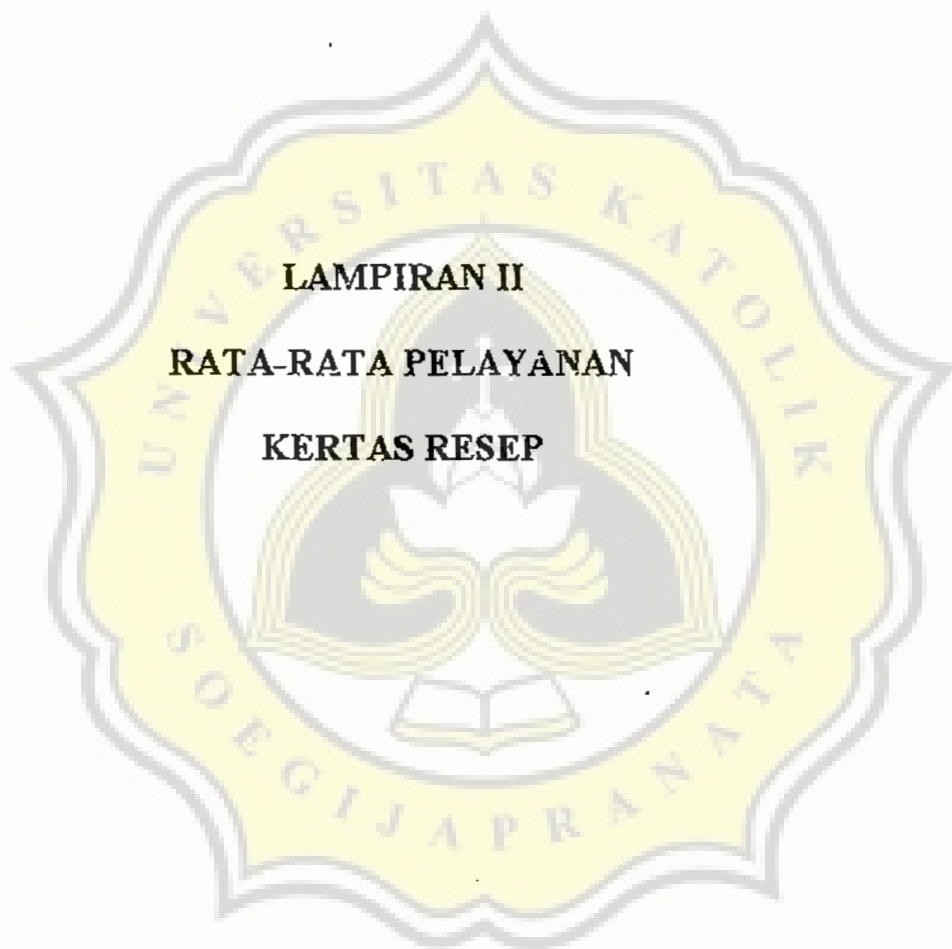 UNIVERSITAS KATOLIK
LAMPIRAN II
RATA-RATA PELAYANAN
KERTAS RESEP
SOEGIJAPRANATA